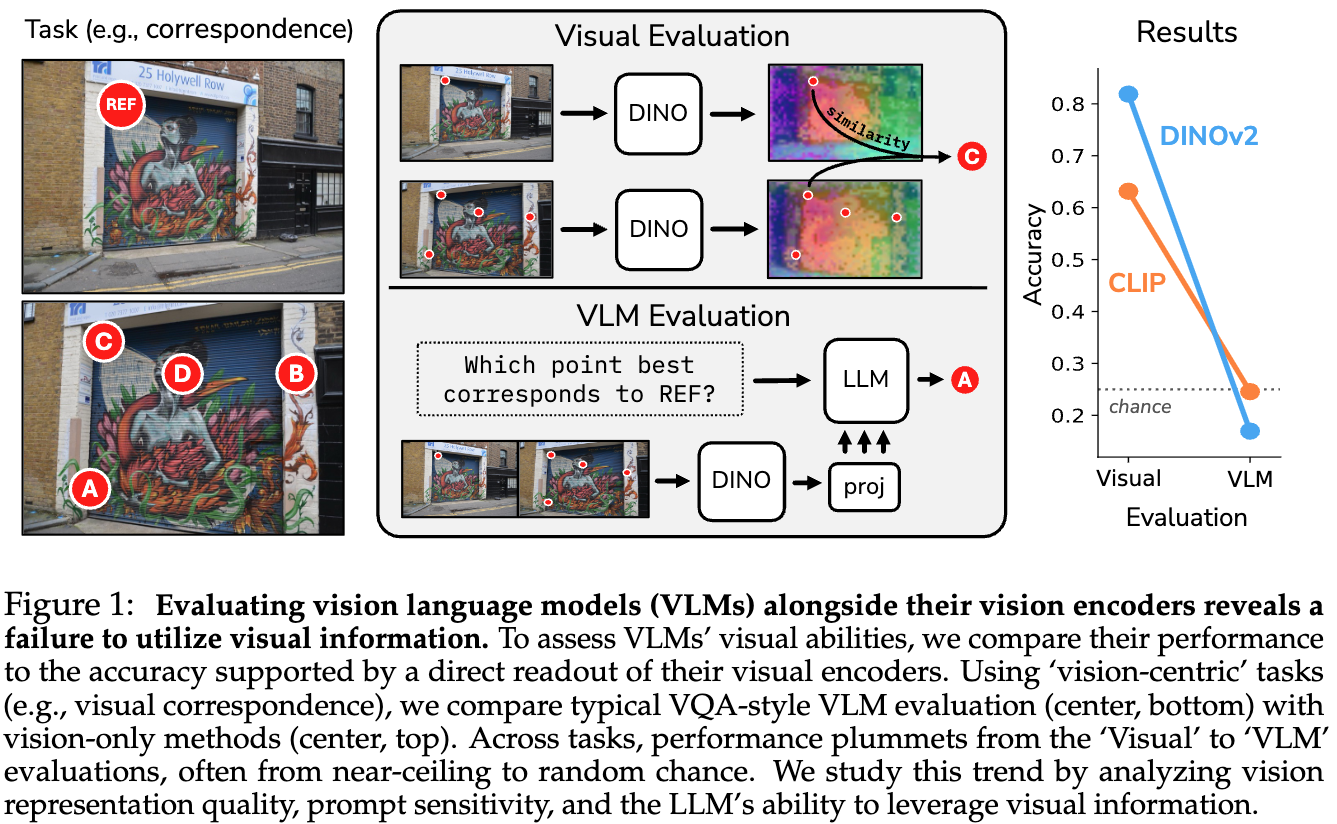 Task (e.g., correspondence)
25 Holywell Row
REF
C
D
B
A
Visual Evaluation
DINO
similarity
C
DINO
VLM Evaluation
Which point best
corresponds to REF?
LLM
A
DINO
proj
Results
Accuracy
0.8
0.7
0.6
0.5
0.4
0.3
0.2
DINOv2
CLIP
chance
Visual
VLM
Evaluation
Figure 1: Evaluating vision language models (VLMs) alongside their vision encoders reveals a
failure to utilize visual information. To assess VLMs’ visual abilities, we compare their performance
to the accuracy supported by a direct readout of their visual encoders. Using ‘vision-centric’ tasks
(e.g., visual correspondence), we compare typical VQA-style VLM evaluation (center, bottom) with
vision-only methods (center, top). Across tasks, performance plummets from the ‘Visual’ to ‘VLM’
evaluations, often from near-ceiling to random chance. We study this trend by analyzing vision
representation quality, prompt sensitivity, and the LLM’s ability to leverage visual information.